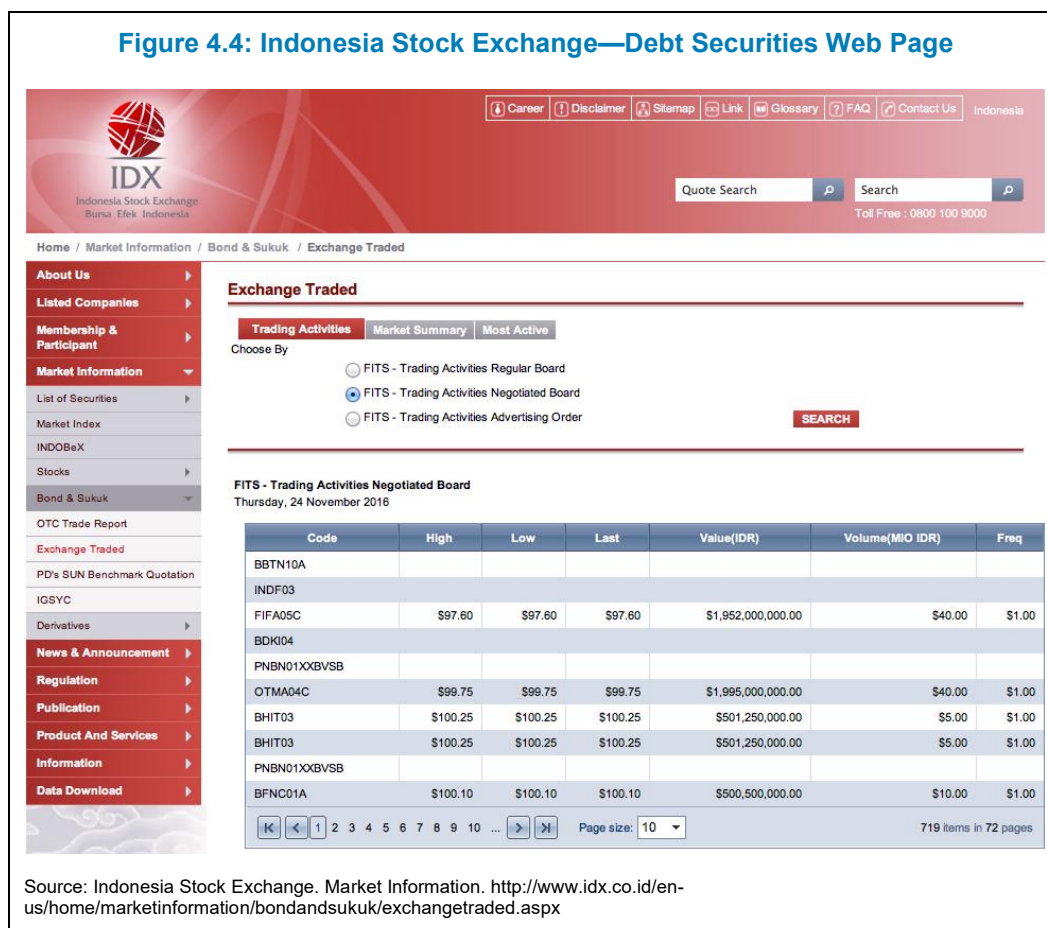 Figure 4.4: Indonesia Stock Exchange—Debt Securities Web Page
Career Disclaimer Sitemap Link Glossary FAQ Contact Us Indonesia
IDX
Indonesia Stock Exchange
Bursa Efek Indonesia
Quote Search Search
Toll Free : 0800 100 9000
Home / Market Information / Bond & Sukuk / Exchange Traded
About Us
Listed Companies
Membership &
Participant
Market Information
List of Securities
Market Index
INDOBeX
Stocks
Bond & Sukuk
OTC Trade Report
Exchange Traded
PD's SUN Benchmark Quotation
IGSYC
Derivatives
News & Announcement
Regulation
Publication
Product And Services
Information
Data Download
Exchange Traded
Trading Activities Market Summary Most Active
Choose By
FITS - Trading Activities Regular Board
FITS - Trading Activities Negotiated Board
FITS - Trading Activities Advertising Order
SEARCH
FITS - Trading Activities Negotiated Board
Thursday, 24 November 2016
Code High Low Last Value(IDR) Volume(MIO IDR) Freq
BBTN10A
INDF03
FIFA05C $97.60 $97.60 $97.60 $1,952,000,000.00 $40.00 $1.00
BDKI04
PNBN01XXBVSB
OTMA04C $99.75 $99.75 $99.75 $1,995,000,000.00 $40.00 $1.00
BHIT03 $100.25 $100.25 $100.25 $501,250,000.00 $5.00 $1.00
BHIT03 $100.25 $100.25 $100.25 $501,250,000.00 $5.00 $1.00
PNBN01XXBVSB
BFNC01A $100.10 $100.10 $100.10 $500,500,000.00 $10.00 $1.00
1 2 3 4 5 6 7 8 9 10 ... Page size: 10 719 items in 72 pages
Source: Indonesia Stock Exchange. Market Information. http://www.idx.co.id/en-
us/home/marketinformation/bondandsukuk/exchangetraded.aspx